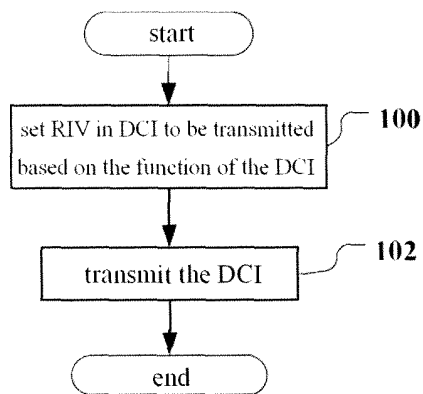 start
set RIV in DCI to be transmitted
based on the function of the DCI
100
transmit the DCI
102
end